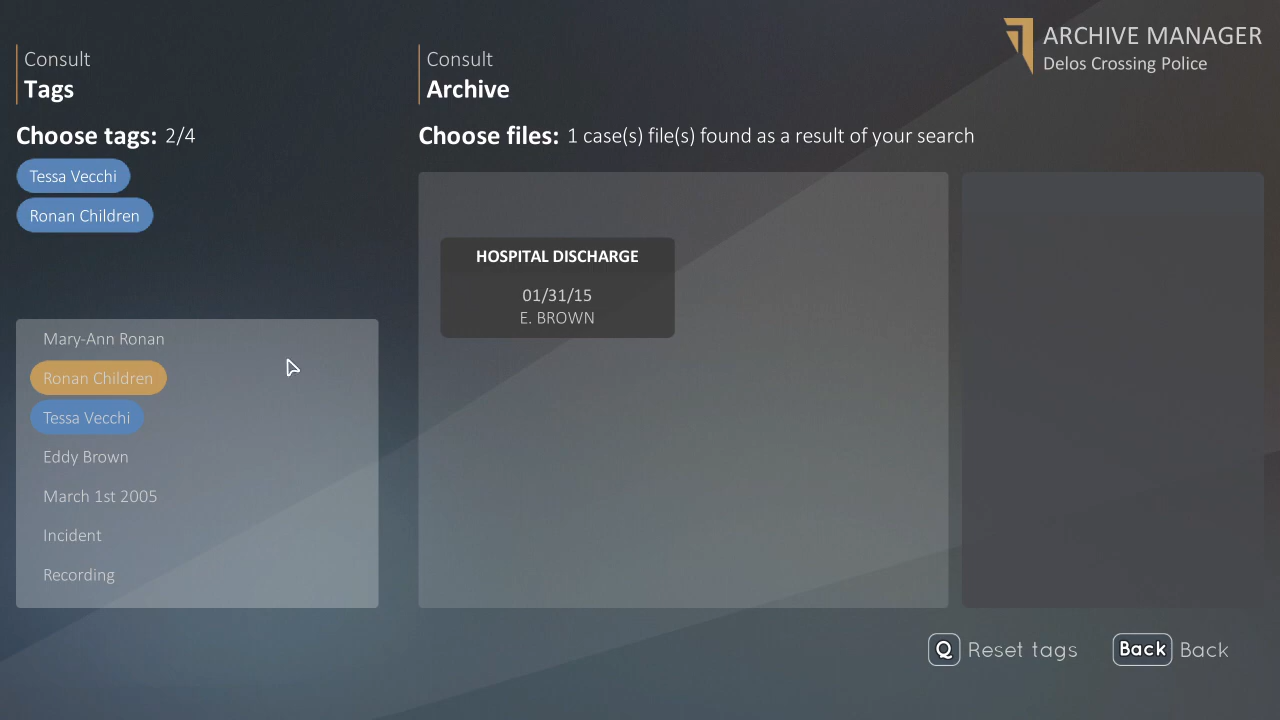 Consult
Tags
Choose tags: 2/4
Tessa Vecchi
Ronan Children
Mary-Ann Ronan
Ronan Children
Tessa Vecchi
Eddy Brown
March 1st 2005
Incident
Recording
Consult
Archive
Choose files: 1 case(s) file(s) found as a result of your search
HOSPITAL DISCHARGE
01/31/15
E. BROWN
ARCHIVE MANAGER
Delos Crossing Police
Q Reset tags
Back Back